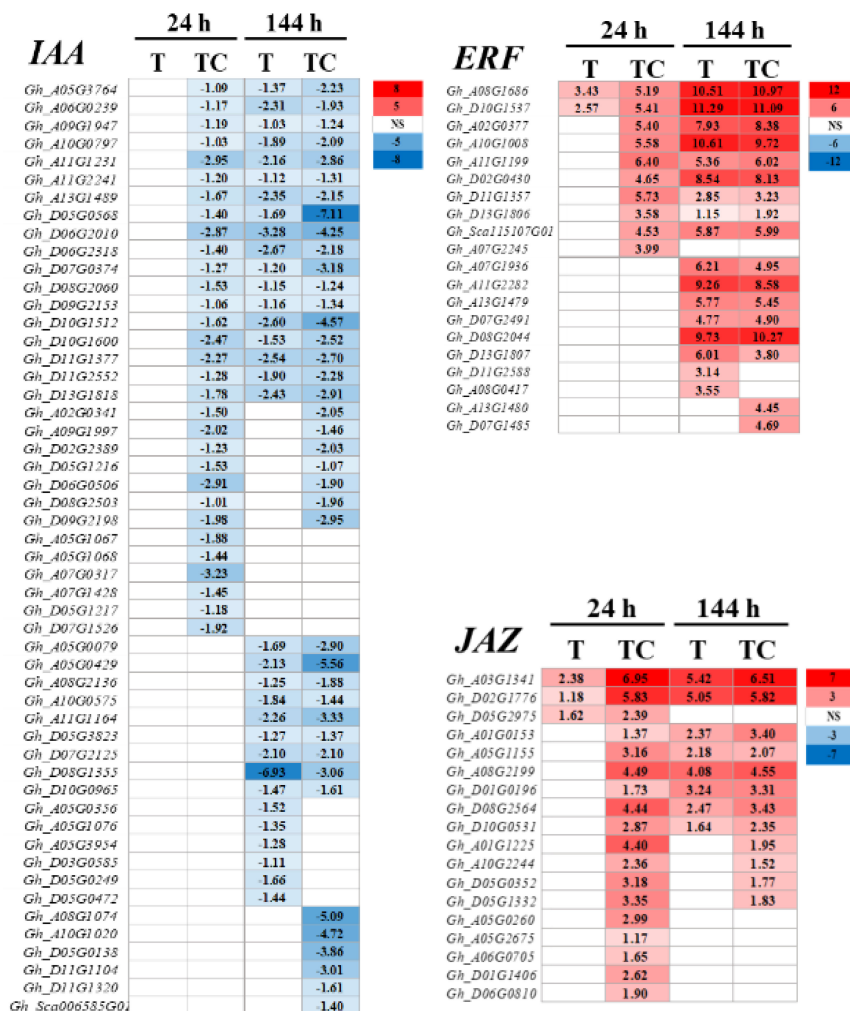 IAA
24 h 144 h
T TC T TC
Gh_A05G3764 -1.09 -1.37 -2.23
Gh_A06G0239 -1.17 -2.31 -1.93
Gh_A09G1947 -1.19 -1.03 -1.24
Gh_A10G0797 -1.03 -1.89 -2.09
Gh_A11G1231 -2.95 -2.16 -2.86
Gh_A11G2241 -1.20 -1.12 -1.31
Gh_A13G1489 -1.67 -2.35 -2.15
Gh_D05G0568 -1.40 -1.69 -7.11
Gh_D06G2010 -2.87 -3.28 -4.25
Gh_D06G2318 -1.40 -2.67 -2.18
Gh_D07G0374 -1.27 -1.20 -3.18
Gh_D08G2060 -1.53 -1.15 -1.24
Gh_D09G2153 -1.06 -1.16 -1.34
Gh_D10G1512 -1.62 -2.60 -4.57
Gh_D10G1600 -2.47 -1.53 -2.52
Gh_D11G1377 -2.27 -2.54 -2.70
Gh_D11G2552 -1.28 -1.90 -2.28
Gh_D13G1818 -1.78 -2.43 -2.91
Gh_A02G0341 -1.50 -2.05
Gh_A09G1997 -2.02 -1.46
Gh_D02G2389 -1.23 -2.03
Gh_D05G1216 -1.53 -1.07
Gh_D06G0506 -2.91 -1.90
Gh_D08G2503 -1.01 -1.96
Gh_D09G2198 -1.98 -2.95
Gh_A05G1067 -1.88
Gh_A05G1068 -1.44
Gh_A07G0317 -3.23
Gh_A07G1428 -1.45
Gh_D05G1217 -1.18
Gh_D07G1526 -1.92
Gh_A05G0079 -1.69 -2.90
Gh_A05G0429 -2.13 -5.56
Gh_A08G2136 -1.25 -1.88
Gh_A10G0575 -1.84 -1.44
Gh_A11G1164 -2.26 -3.33
Gh_D05G3823 -1.27 -1.37
Gh_D07G2125 -2.10 -2.10
Gh_D08G1355 -6.93 -3.06
Gh_D10G0965 -1.47 -1.61
Gh_A05G0356 -1.52
Gh_A05G1076 -1.35
Gh_A05G3954 -1.28
Gh_D03G0585 -1.11
Gh_D05G0249 -1.66
Gh_D05G0472 -1.44
Gh_A08G1074 -5.09
Gh_A10G1020 -4.72
Gh_D05G0138 -3.86
Gh_D11G1104 -3.01
Gh_D11G1320 -1.61
Gh_Sca006585G01 -1.40
8
5
NS
-5
-8
ERF
24 h 144 h
T TC T TC
Gh_A08G1686 3.43 5.19 10.51 10.97
Gh_D10G1537 2.57 5.41 11.29 11.09
Gh_A02G0377 5.40 7.93 8.38
Gh_A10G1008 5.58 10.61 9.72
Gh_A11G1199 6.40 5.36 6.02
Gh_D02G0430 4.65 8.54 8.13
Gh_D11G1357 5.73 2.85 3.23
Gh_D13G1806 3.58 1.15 1.92
Gh_Sca115107G01 4.53 5.87 5.99
Gh_A07G2245 3.99
Gh_A07G1936 6.21 4.95
Gh_A11G2282 9.26 8.58
Gh_A13G1479 5.77 5.45
Gh_D07G2491 4.77 4.90
Gh_D08G2044 9.73 10.27
Gh_D13G1807 6.01 3.80
Gh_D11G2588 3.14
Gh_A08G0417 3.55
Gh_A13G1480 4.45
Gh_D07G1485 4.69
12
6
NS
-6
-12
JAZ
24 h 144 h
T TC T TC
Gh_A03G1341 2.38 6.95 5.42 6.51
Gh_D02G1776 1.18 5.83 5.05 5.82
Gh_D05G2975 1.62 2.39
Gh_A01G0153 1.37 2.37 3.40
Gh_A05G1155 3.16 2.18 2.07
Gh_A08G2199 4.49 4.08 4.55
Gh_D01G0196 1.73 3.24 3.31
Gh_D08G2564 4.44 2.47 3.43
Gh_D10G0531 2.87 1.64 2.35
Gh_A01G1225 4.40 1.95
Gh_A10G2244 2.36 1.52
Gh_D05G0352 3.18 1.77
Gh_D05G1332 3.35 1.83
Gh_A05G0260 2.99
Gh_A05G2675 1.17
Gh_A06G0705 1.65
Gh_D01G1406 2.62
Gh_D06G0810 1.90
7
3
NS
-3
-7